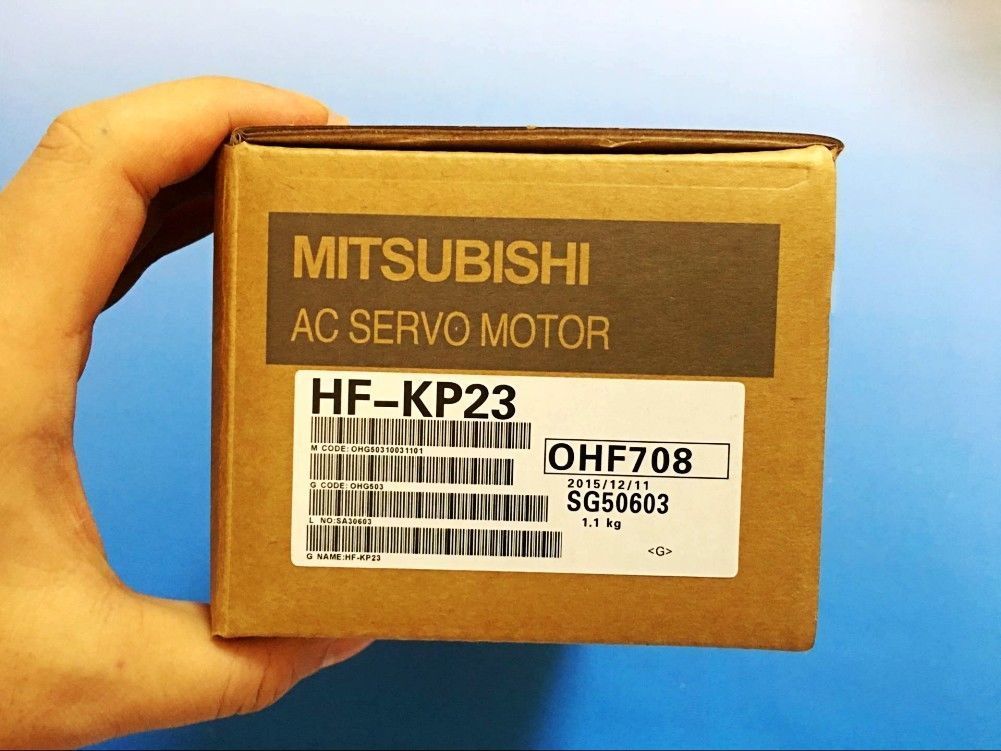 MITSUBISHI
AC SERVO MOTOR
HF-KP23
M CODE: OHG50310031101
G CODE: OHG503
L NO:SA30603
G NAME:HF-KP23
OHF708
2015/12/11
SG50603
1.1 kg
<G>